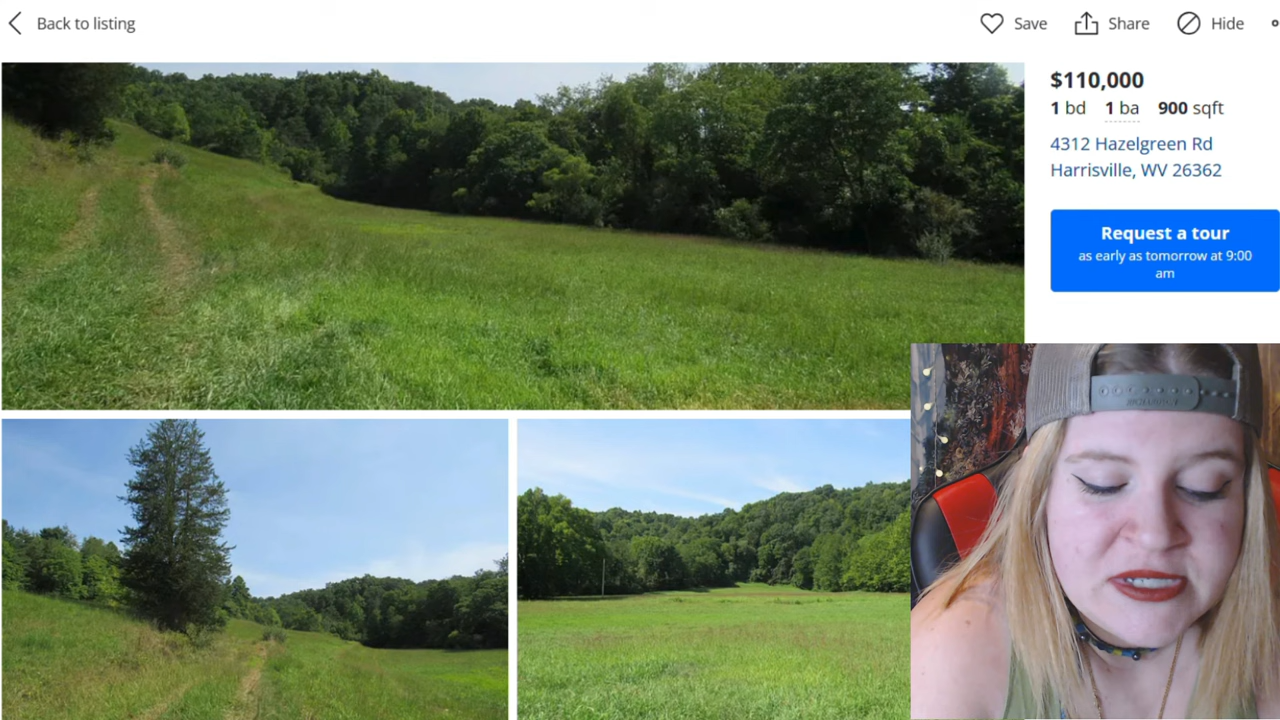 Back to listing
Save
Share
Hide
$110,000
1 bd 1 ba 900 sqft
4312 Hazelgreen Rd
Harrisville, WV 26362
Request a tour
as early as tomorrow at 9:00
am